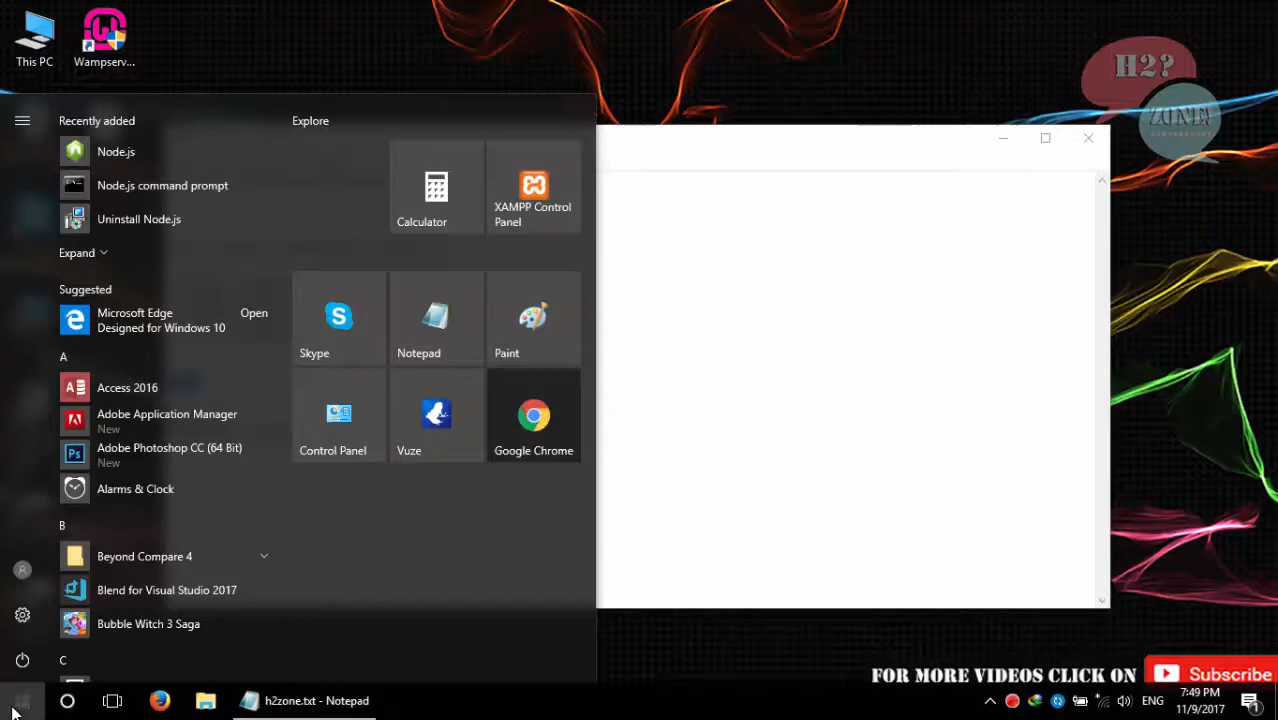 This PC
Wampserv...
H2?
ZONE
Recently added
Explore
Node.js
Node.js command prompt
Uninstall Node.js
Expand
Calculator
XAMPP Control
Panel
Suggested
Microsoft Edge
Designed for Windows 10
Open
Skype
Notepad
Paint
A
Access 2016
Adobe Application Manager
New
Adobe Photoshop CC (64 Bit)
New
Alarms & Clock
Control Panel
Vuze
Google Chrome
B
Beyond Compare 4
Blend for Visual Studio 2017
Bubble Witch 3 Saga
C
FOR MORE VIDEOS CLICK ON
Subscribe
h2zone.txt - Notepad
ENG
7:49 PM
11/9/2017
1